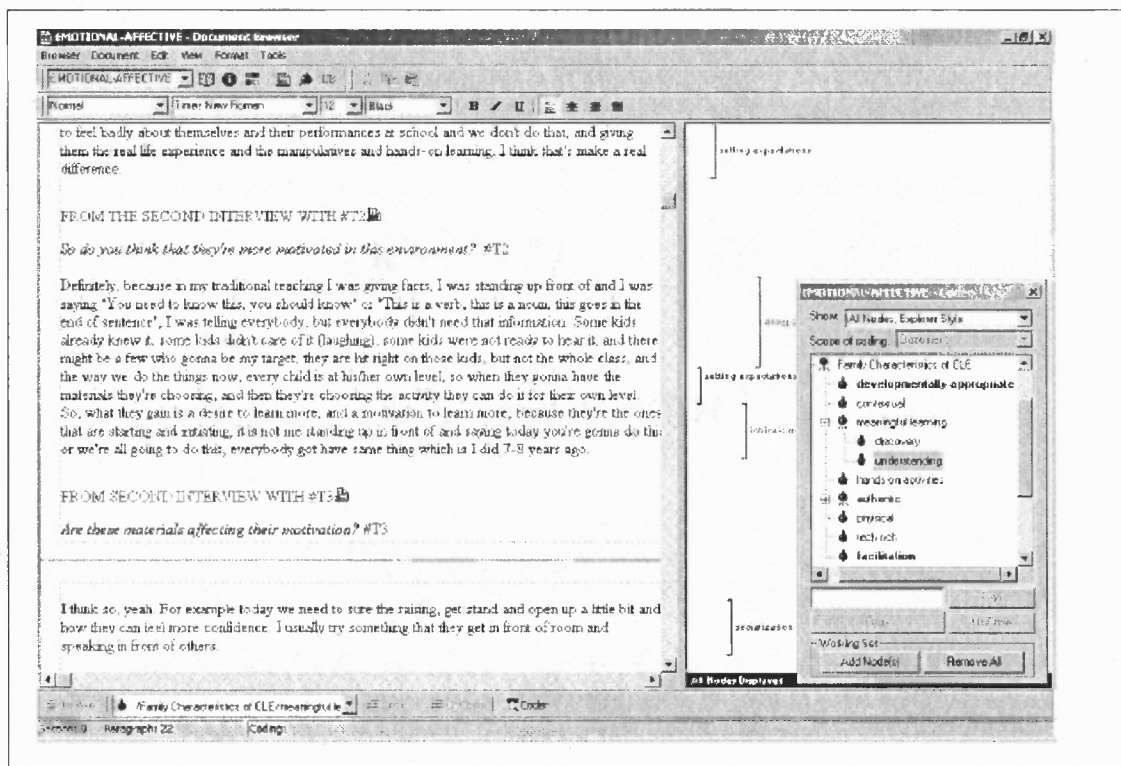 EMOTIONAL-AFFECTIVE - Document Browser
Browser Document Edit View Format Tools
EMOTIONAL-AFFECTIVE
Normal Times New Roman 12 Black B I U
to feel badly about themselves and their performances at school and we don't do that, and giving
them the real life experience and the manipulatives and hands-on learning. I think that's make a real
difference.
FROM THE SECOND INTERVIEW WITH #T2
So do you think that they're more motivated in this environment? #T2
Definitely, because in my traditional teaching I was giving facts, I was standing up front of and I was
saying "You need to know this, you should know" or "This is a verb, this is a noun, this goes in the
end of sentence", I was telling everybody, but everybody didn't need that information. Some kids
already knew it, some kids didn't care of it (laughing), some kids were not ready to hear it, and there
might be a few who gonna be my target, they are hit right on those kids, but not the whole class, and
the way we do the things now, every child is at his/her own level, so when they gonna have the
materials they're choosing, and then they're choosing the activity they can do it for their own level.
So, what they gain is a desire to learn more, and a motivation to learn more, because they're the ones
that are starting and initiating, it is not me standing up in front of and saying today you're gonna do this
or we're all going to do this, everybody got have same thing which is I did 7-8 years ago.
FROM SECOND INTERVIEW WITH #T3
Are these materials affecting their motivation? #T3
I think so, yeah. For example today we need to sure the raising, get stand and open up a little bit and
how they can feel more confidence. I usually try something that they get in front of room and
speaking in front of others.
setting expectations
setting expectations
intrinsic m
socialization
All Nodes Displayed
EMOTIONAL-AFFECTIVE
Show: All Nodes, Explorer Style
Scope of coding: Document
Family Characteristics of CLE
developmentally appropriate
contextual
meaningful learning
discovery
understanding
hands on activities
authentic
physical
tech rich
facilitation
Working Set
Add Node(s) Remove All
/Family Characteristics of CLE/meaningful le
Coder
Section: 0 Paragraph: 22 Coding: